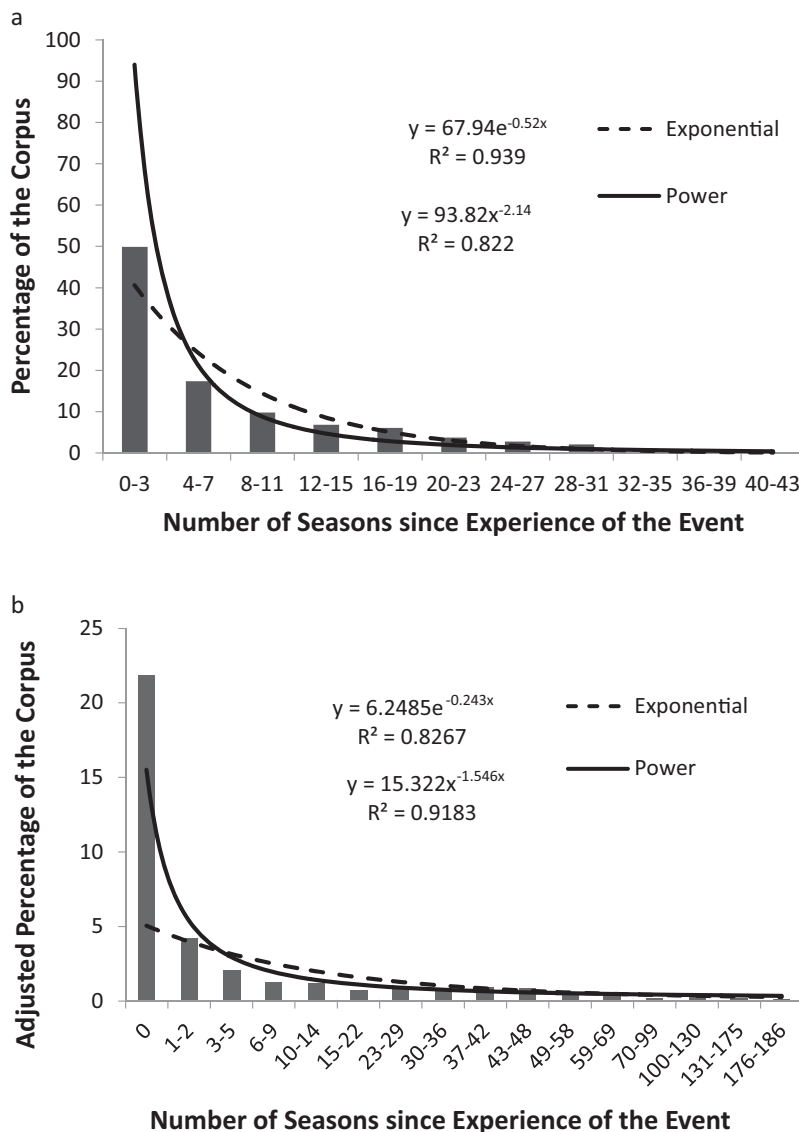 a
100
90
80
70
60
50
40
30
20
10
0
Percentage of the Corpus
y = 67.94e^-0.52x
R² = 0.939
y = 93.82x^-2.14
R² = 0.822
Exponential
Power
0-3 4-7 8-11 12-15 16-19 20-23 24-27 28-31 32-35 36-39 40-43
Number of Seasons since Experience of the Event
b
25
20
15
10
5
0
Adjusted Percentage of the Corpus
y = 6.2485e^-0.243x
R² = 0.8267
y = 15.322x^-1.546x
R² = 0.9183
Exponential
Power
0 1-2 3-5 6-9 10-14 15-22 23-29 30-36 37-42 43-48 49-58 59-69 70-99 100-130 131-175 176-186
Number of Seasons since Experience of the Event